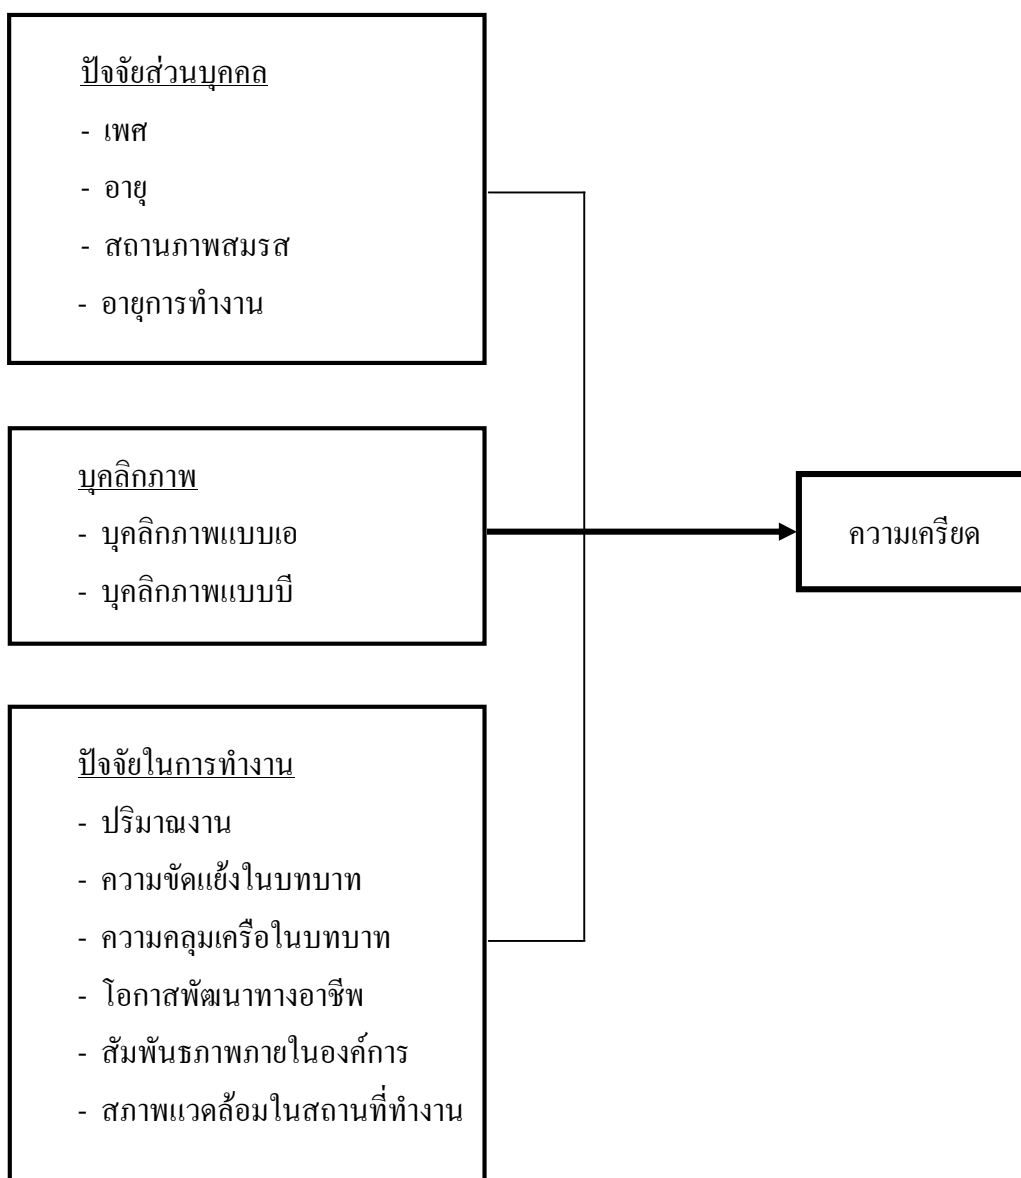 ปัจจัยส่วนบุคคล
- เพศ
- อายุ
- สถานภาพสมรส
- อายุการทำงาน
บุคลิกภาพ
- บุคลิกภาพแบบเอ
- บุคลิกภาพแบบบี
ความเครียด
ปัจจัยในการทำงาน
- ปริมาณงาน
- ความขัดแย้งในบทบาท
- ความคลุมเครือในบทบาท
- โอกาสพัฒนาทางอาชีพ
- สัมพันธภาพภายในองค์การ
- สภาพแวดล้อมในสถานที่ทำงาน